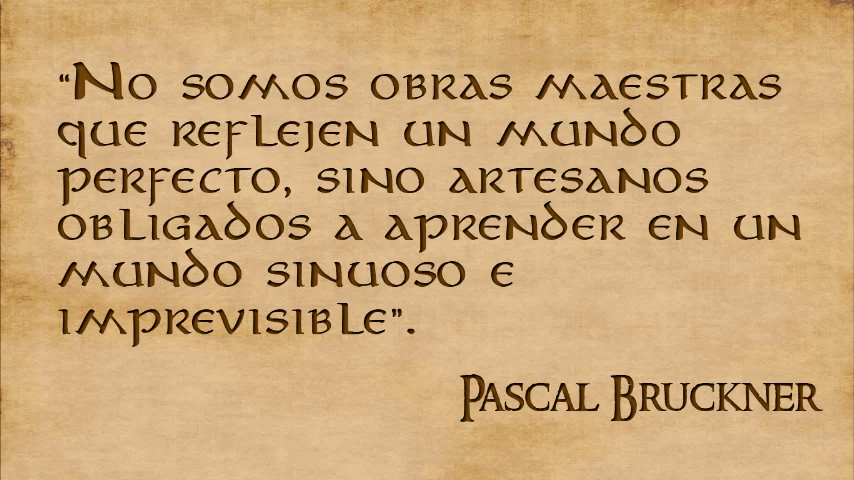 “No somos obras maestras
que reflejen un mundo
perfecto, sino artesanos
obligados a aprender en un
mundo sinuoso e
imprevisible”.
Pascal Bruckner